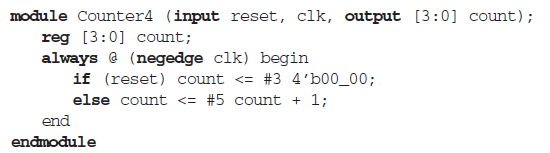 module Counter4 (input reset, clk, output [3:0] count);
reg [3:0] count;
always @ (negedge clk) begin
if (reset) count <= #3 4'b00_00;
else count <= #5 count + 1;
end
endmodule